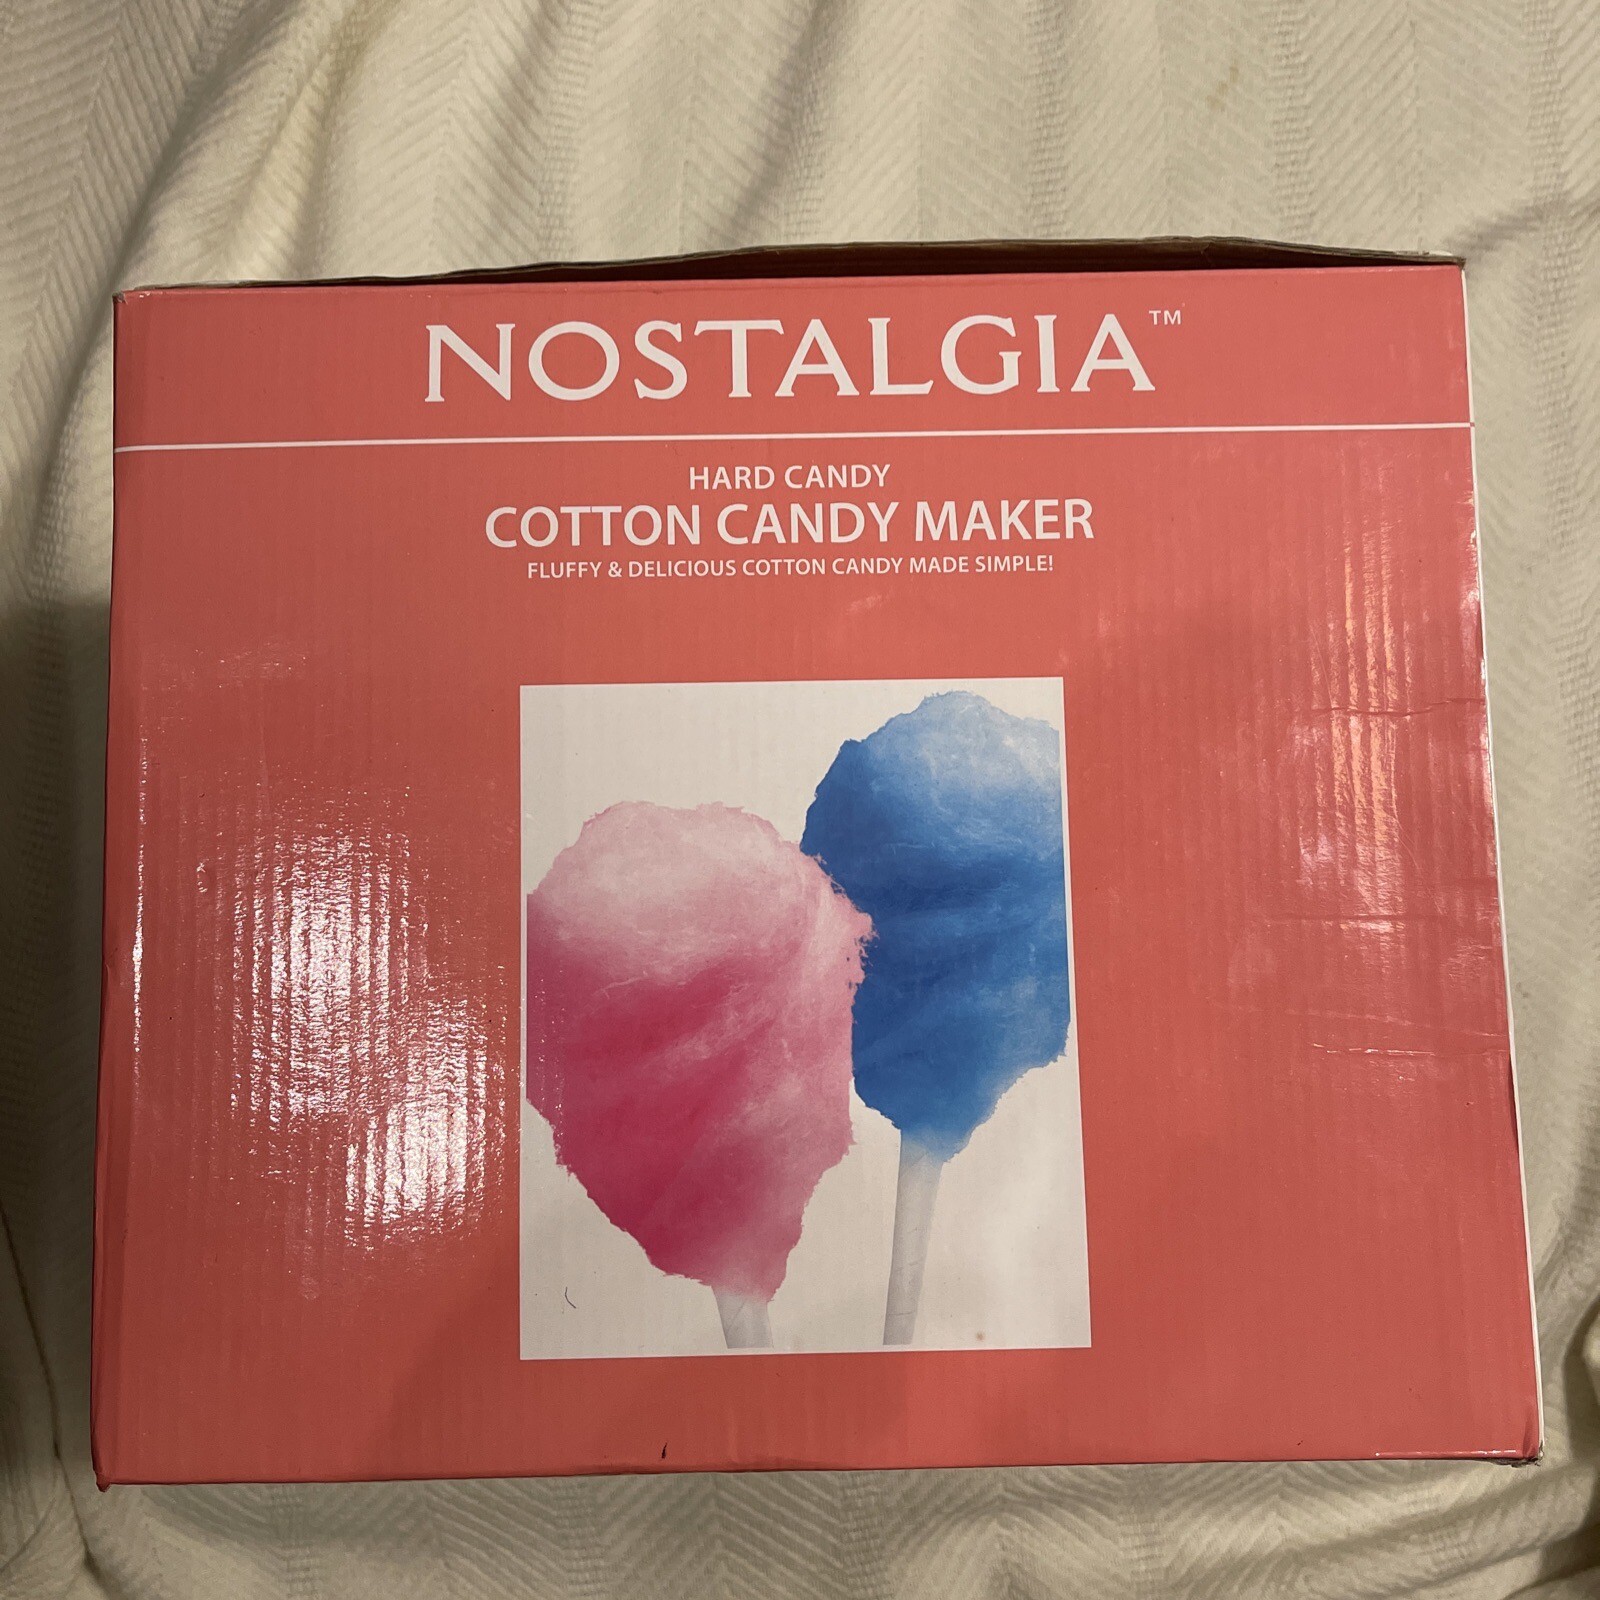 NOSTALGIA™
HARD CANDY
COTTON CANDY MAKER
FLUFFY & DELICIOUS COTTON CANDY MADE SIMPLE!